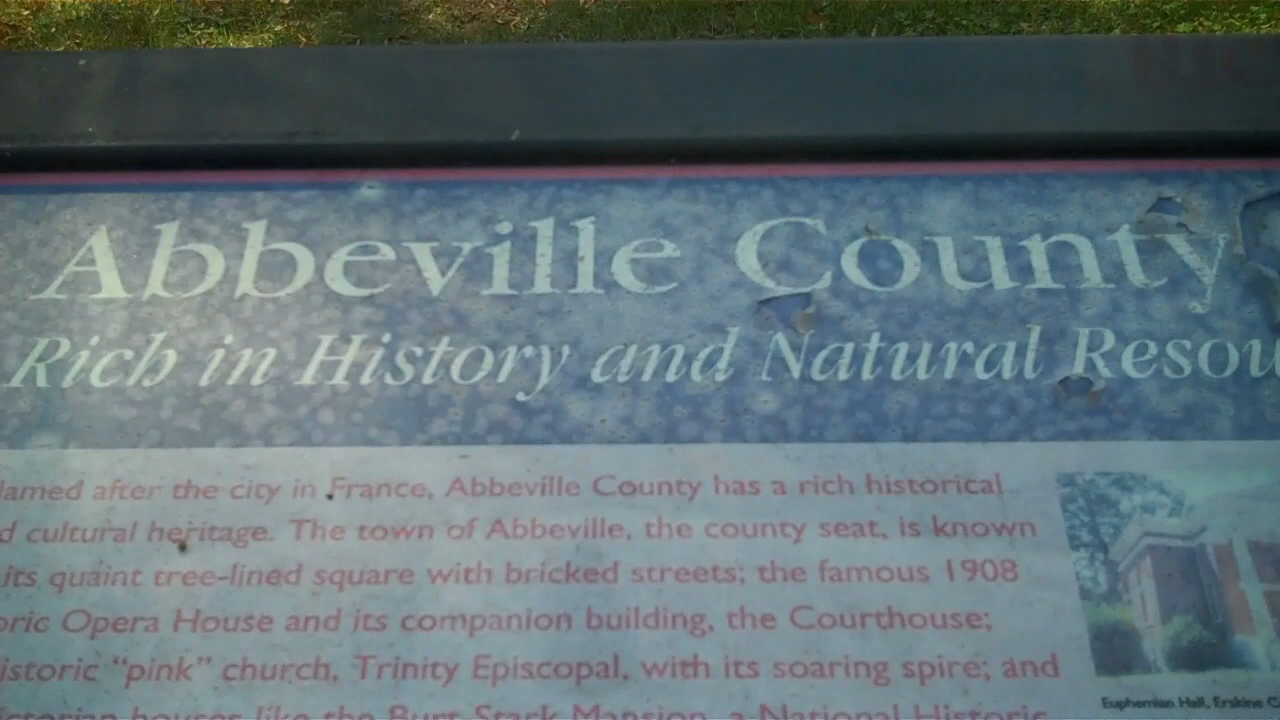 Abbeville County
Rich in History and Natural Resou
lamed after the city in France, Abbeville County has a rich historical
d cultural heritage. The town of Abbeville, the county seat, is known
its quaint tree-lined square with bricked streets; the famous 1908
oric Opera House and its companion building, the Courthouse;
istoric "pink" church, Trinity Episcopal, with its soaring spire; and
ictorian houses like the Burt Stark Mansion, a National Historic
Euphemian Hall, Erskine C